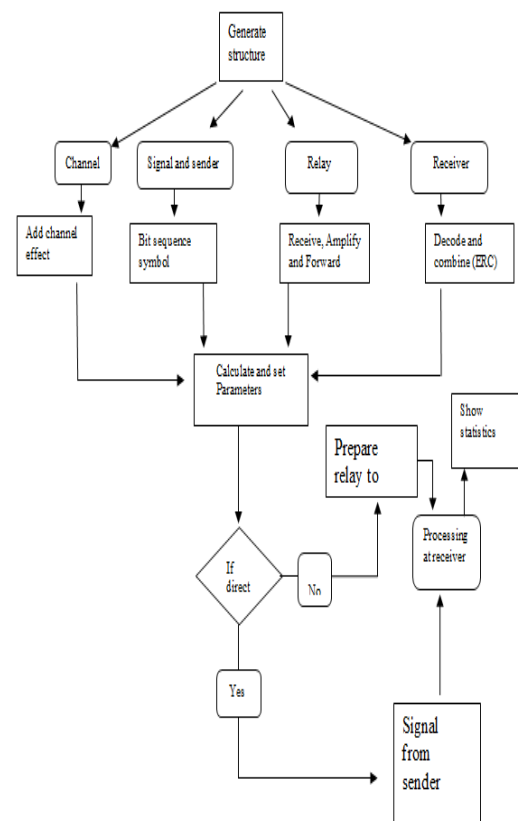 Generate
structure
Channel
Signal and sender
Relay
Receiver
Add channel
effect
Bit sequence
symbol
Receive, Amplify
and Forward
Decode and
combine (ERC)
Calculate and set
Parameters
Show
statistics
Prepare
relay to
Processing
at receiver
If
direct
No
Yes
Signal
from
sender